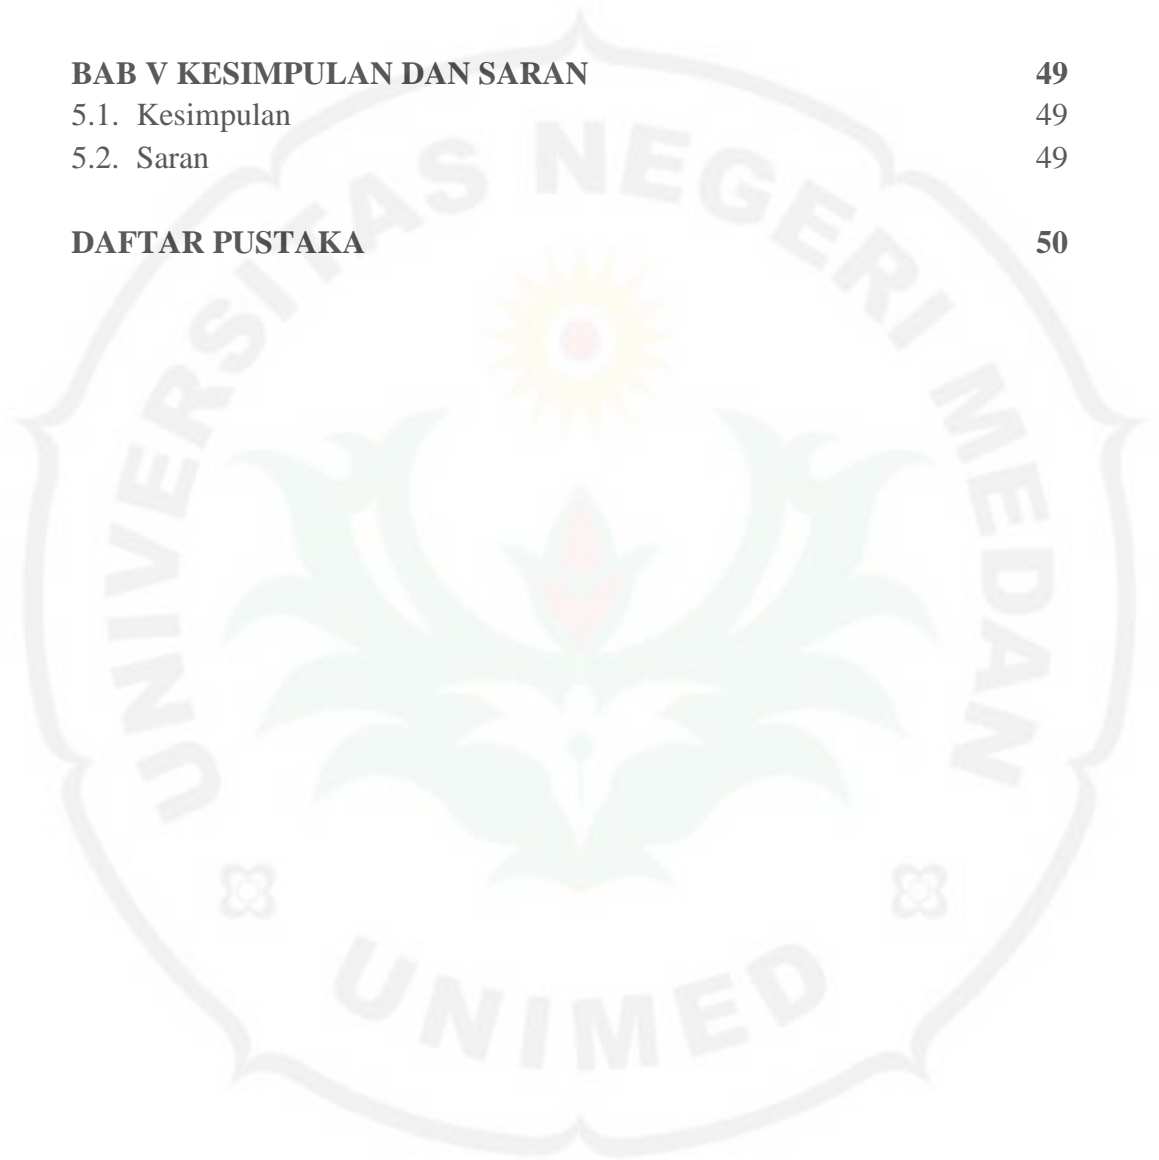 BAB V KESIMPULAN DAN SARAN 49
5.1. Kesimpulan 49
5.2. Saran 49
DAFTAR PUSTAKA 50
UNIVERSITAS NEGERI MEDAN
UNIMED